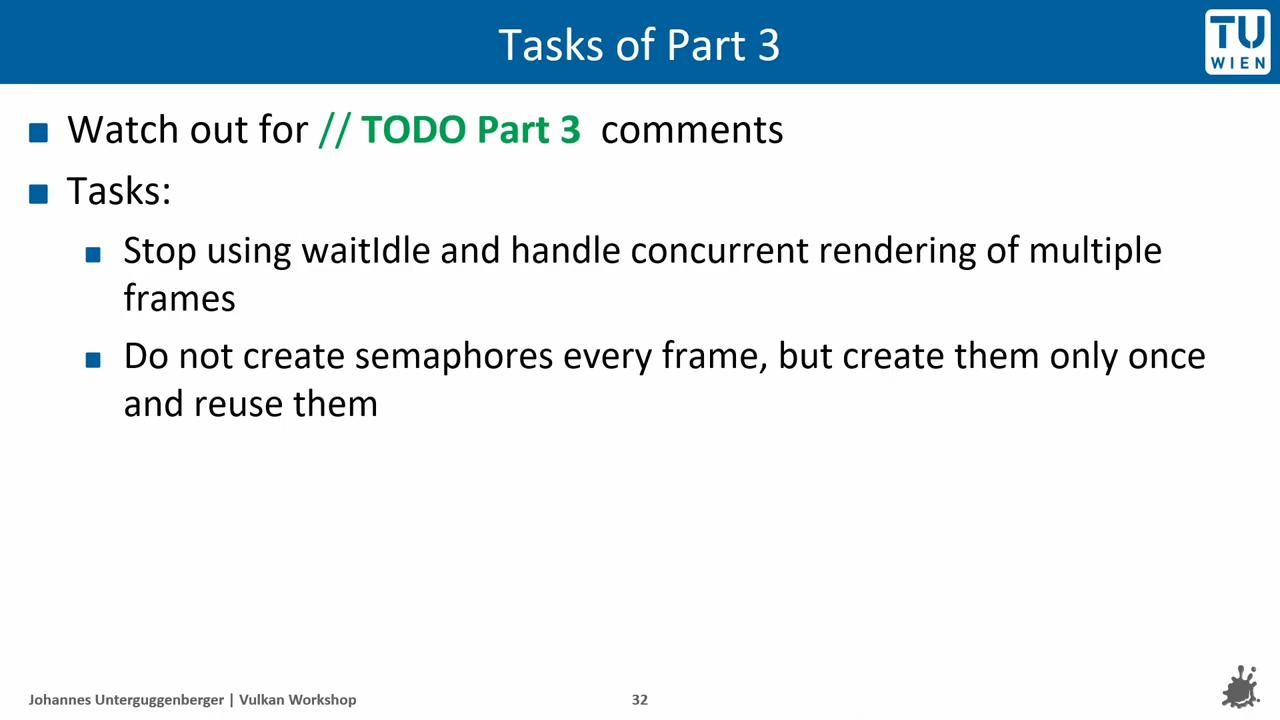 Tasks of Part 3
TU
WIEN
Watch out for // TODO Part 3 comments
Tasks:
Stop using waitIdle and handle concurrent rendering of multiple
frames
Do not create semaphores every frame, but create them only once
and reuse them
Johannes Unterguggenberger | Vulkan Workshop
32